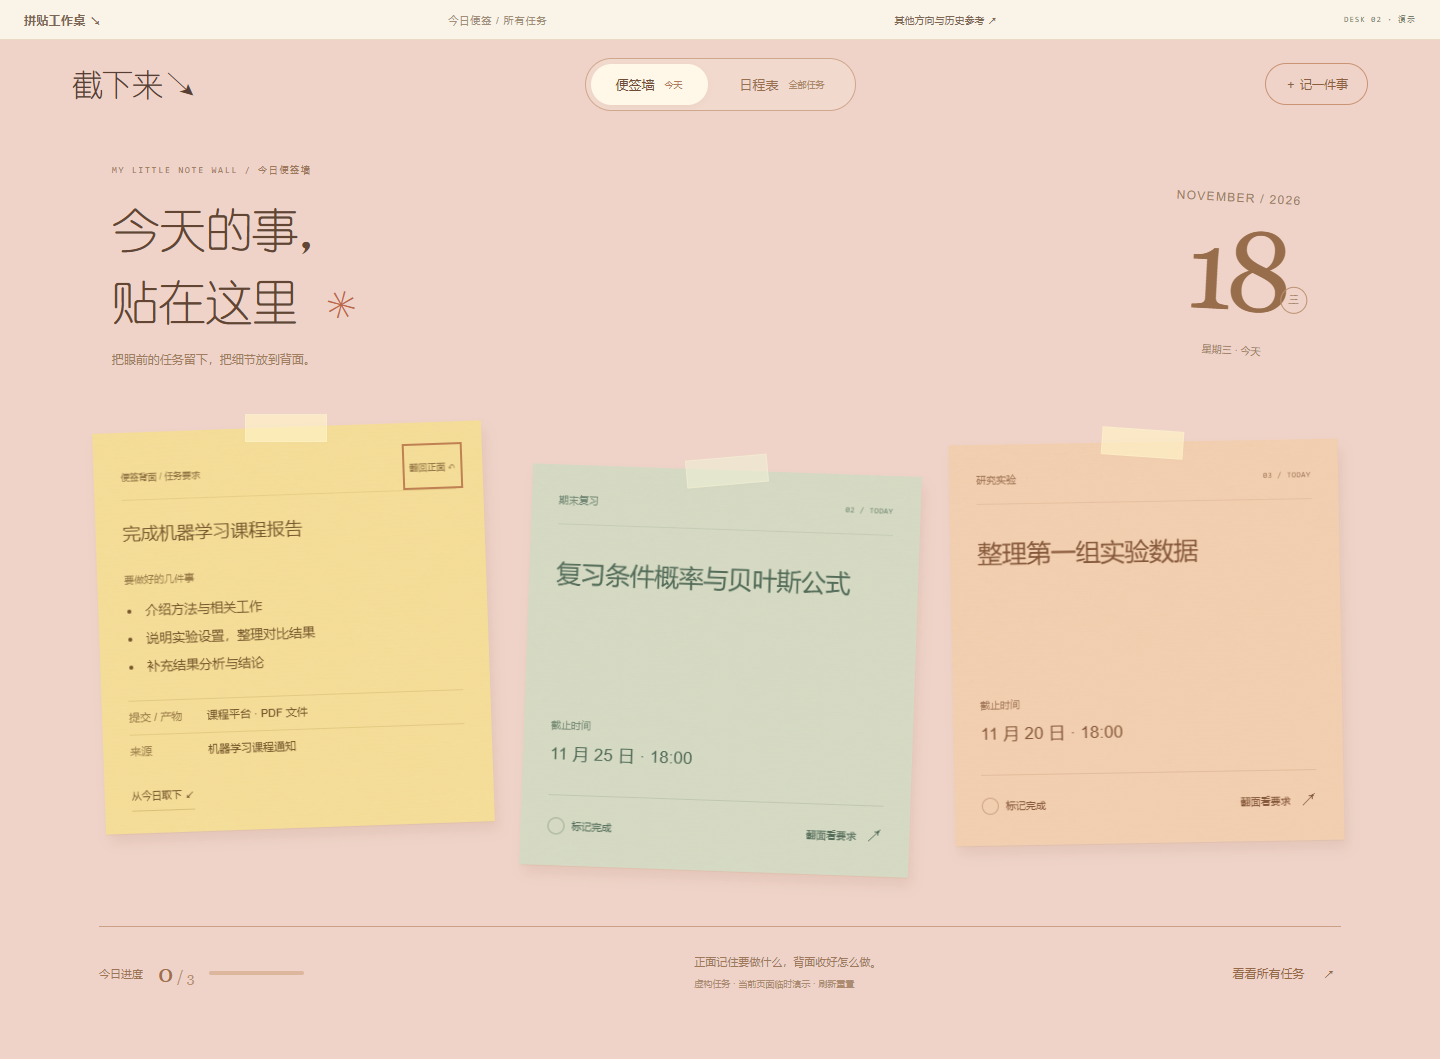 拼贴工作桌 ↘
今日便签 / 所有任务
其他方向与历史参考 ↗
DESK 02 · 演示
截下来 ↘
便签墙 今天
日程表 全部任务
+ 记一件事
MY LITTLE NOTE WALL / 今日便签墙
今天的事，
贴在这里
把眼前的任务留下，把细节放到背面。
NOVEMBER / 2026
18
三
星期三 · 今天
便签背面 / 任务要求
翻回正面 ↶
完成机器学习课程报告
要做好的几件事
• 介绍方法与相关工作
• 说明实验设置，整理对比结果
• 补充结果分析与结论
提交 / 产物 课程平台 · PDF 文件
来源 机器学习课程通知
从今日取下 ↙
期末复习
02 / TODAY
复习条件概率与贝叶斯公式
截止时间
11 月 25 日 · 18:00
标记完成
翻面看要求 ↗
研究实验
03 / TODAY
整理第一组实验数据
截止时间
11 月 20 日 · 18:00
标记完成
翻面看要求 ↗
今日进度 0 / 3
正面记住要做什么，背面收好怎么做。
虚构任务 · 当前页面临时演示 · 刷新重置
看看所有任务 ↗